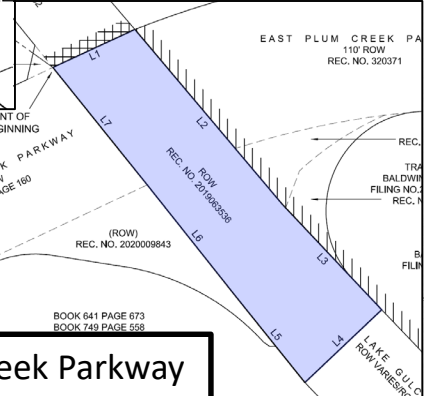 EAST PLUM CREEK PA
110' ROW
REC. NO. 320371
L1
NT OF
GINNING
L7
L2
K PARKWAY
AGE 160
ROW
REC. NO. 2019063536
REC.
TRA
BALDWIN
FILING NO.2
REC. N
(ROW)
REC. NO. 2020009843
L6
L3
B
FILIN
BOOK 641 PAGE 673
BOOK 749 PAGE 558
L5
L4
LAKE GULC
ROW VARIES/RO
eek Parkway